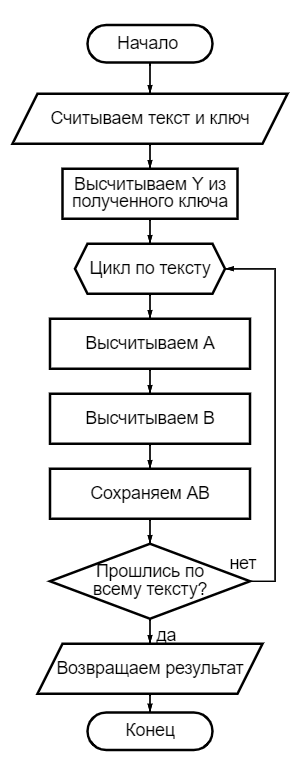 Начало
Считываем текст и ключ
Высчитываем Y из
полученного ключа
Цикл по тексту
Высчитываем A
Высчитываем B
Сохраняем AB
Прошлись по
всему тексту?
нет
да
Возвращаем результат
Конец